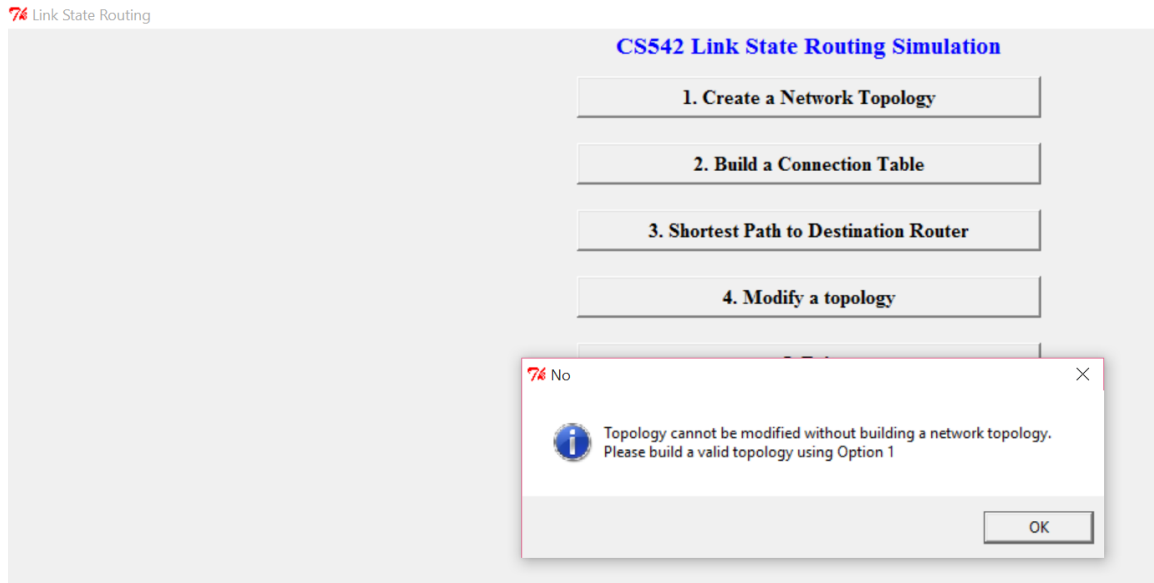 Link State Routing
CS542 Link State Routing Simulation
1. Create a Network Topology
2. Build a Connection Table
3. Shortest Path to Destination Router
4. Modify a topology
No
Topology cannot be modified without building a network topology.
Please build a valid topology using Option 1
OK